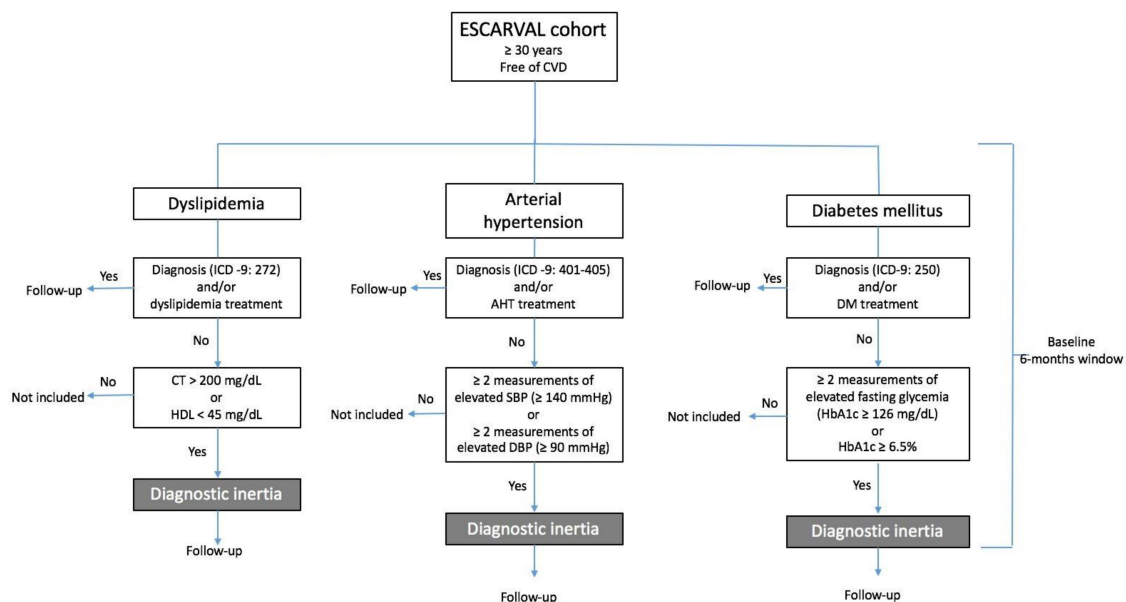 ESCARVAL cohort
≥ 30 years
Free of CVD
Dyslipidemia
Diagnosis (ICD -9: 272)
and/or
dyslipidemia treatment
Yes
Follow-up
No
CT > 200 mg/dL
or
HDL < 45 mg/dL
No
Not included
Yes
Diagnostic inertia
Follow-up
Arterial
hypertension
Diagnosis (ICD -9: 401-405)
and/or
AHT treatment
Yes
Follow-up
No
≥ 2 measurements of
elevated SBP (≥ 140 mmHg)
or
≥ 2 measurements of
elevated DBP (≥ 90 mmHg)
No
Not included
Yes
Diagnostic inertia
Follow-up
Diabetes mellitus
Diagnosis (ICD-9: 250)
and/or
DM treatment
Yes
Follow-up
No
≥ 2 measurements of
elevated fasting glycemia
(HbA1c ≥ 126 mg/dL)
or
HbA1c ≥ 6.5%
No
Not included
Yes
Diagnostic inertia
Follow-up
Baseline
6-months window